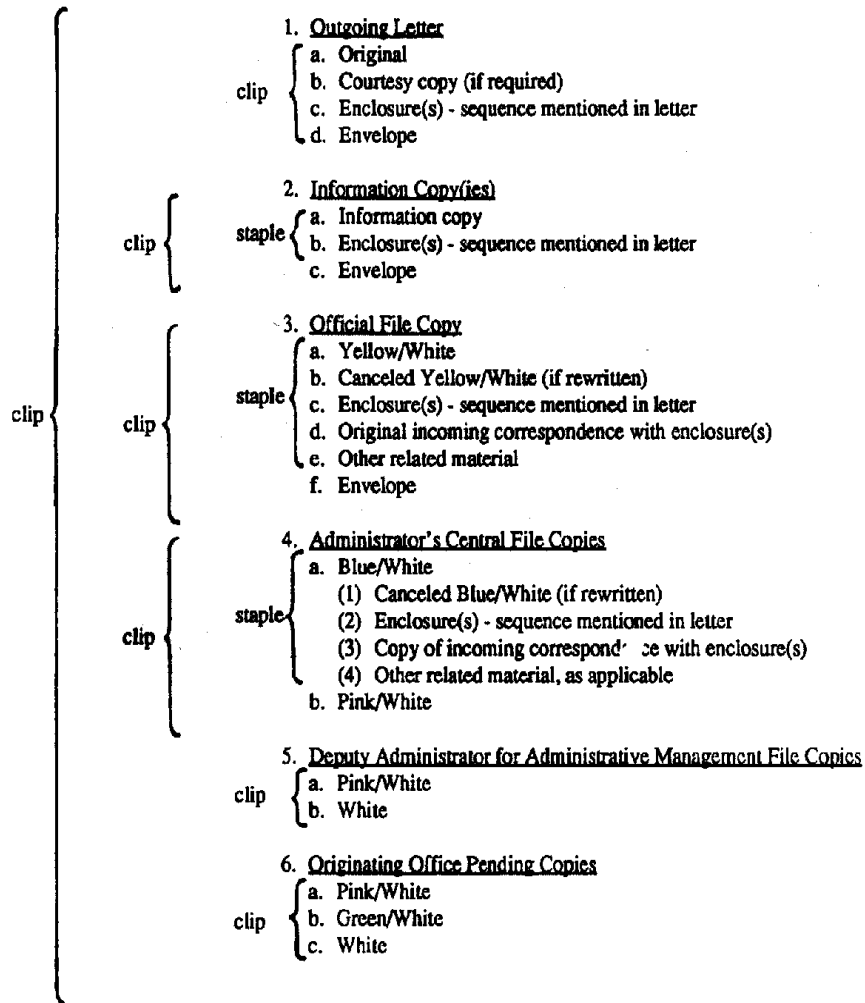 1. Outgoing Letter
a. Original
b. Courtesy copy (if required)
clip
c. Enclosure(s) - sequence mentioned in letter
d. Envelope
2. Information Copy(ies)
a. Information copy
clip
staple
b. Enclosure(s) - sequence mentioned in letter
c. Envelope
3. Official File Copy
a. Yellow/White
b. Canceled Yellow/White (if rewritten)
clip
clip
staple
c. Enclosure(s) - sequence mentioned in letter
d. Original incoming correspondence with enclosure(s)
e. Other related material
f. Envelope
4. Administrator's Central File Copies
a. Blue/White
(1) Canceled Blue/White (if rewritten)
clip
staple
(2) Enclosure(s) - sequence mentioned in letter
(3) Copy of incoming with enclosure(s)
(4) Other related material, as applicable
b. Pink/White
5. Deputy Administrator for Administrative Management File Copies
clip
a. Pink/White
b. White
6. Originating Office Pending Copies
a. Pink/White
clip
b. Green/White
c. White